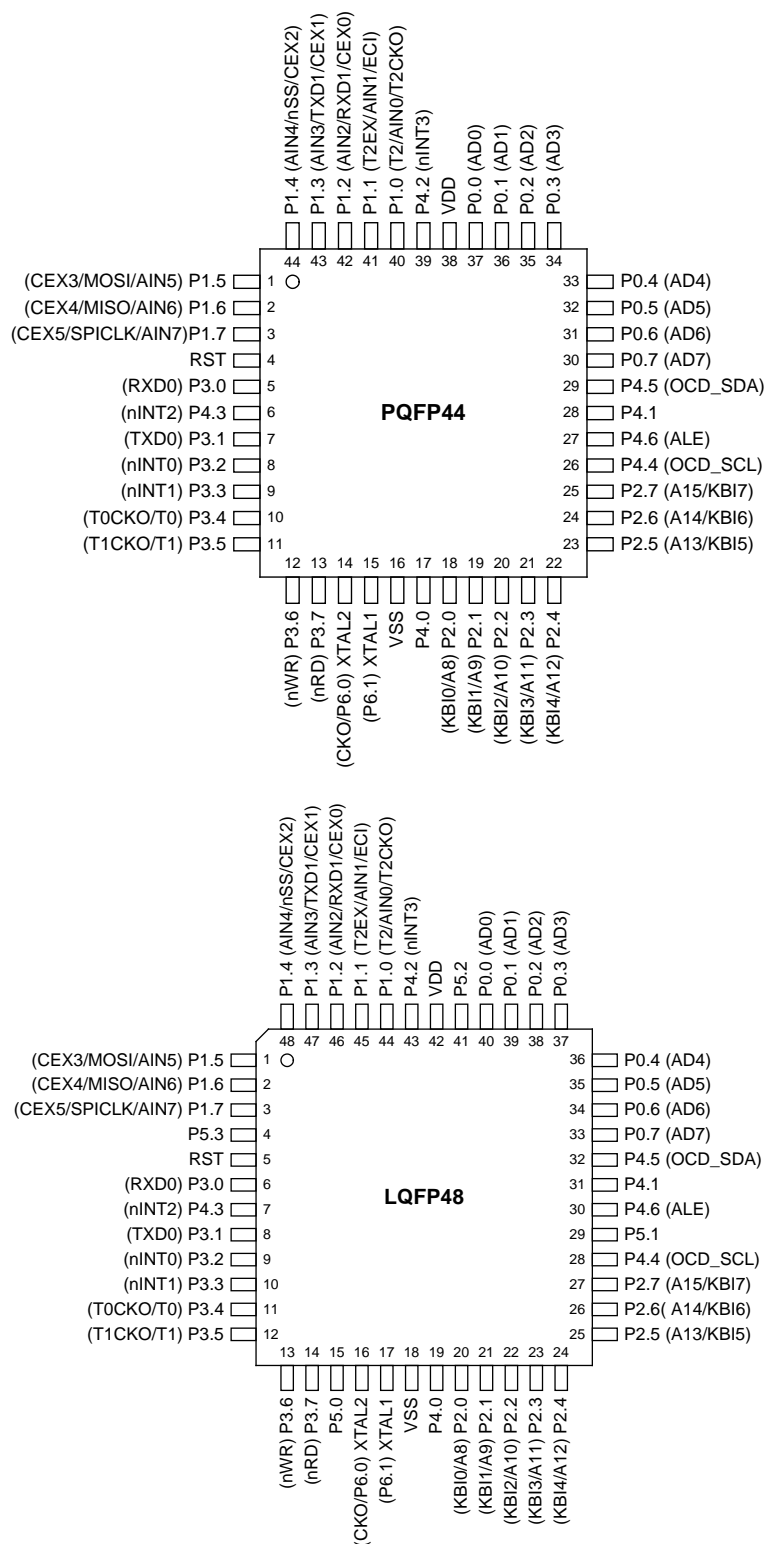 P1.4 (AIN4/nSS/CEX2)
P1.3 (AIN3/TXD1/CEX1)
P1.2 (AIN2/RXD1/CEX0)
P1.1 (T2EX/AIN1/ECI)
P1.0 (T2/AIN0/T2CKO)
P4.2 (nINT3)
VDD
P0.0 (AD0)
P0.1 (AD1)
P0.2 (AD2)
P0.3 (AD3)
44 43 42 41 40 39 38 37 36 35 34
(CEX3/MOSI/AIN5) P1.5 1
(CEX4/MISO/AIN6) P1.6 2
(CEX5/SPICLK/AIN7)P1.7 3
RST 4
(RXD0) P3.0 5
(nINT2) P4.3 6
(TXD0) P3.1 7
(nINT0) P3.2 8
(nINT1) P3.3 9
(T0CKO/T0) P3.4 10
(T1CKO/T1) P3.5 11
PQFP44
33 P0.4 (AD4)
32 P0.5 (AD5)
31 P0.6 (AD6)
30 P0.7 (AD7)
29 P4.5 (OCD_SDA)
28 P4.1
27 P4.6 (ALE)
26 P4.4 (OCD_SCL)
25 P2.7 (A15/KBI7)
24 P2.6 (A14/KBI6)
23 P2.5 (A13/KBI5)
12 13 14 15 16 17 18 19 20 21 22
(nWR) P3.6
(nRD) P3.7
(CKO/P6.0) XTAL2
(P6.1) XTAL1
VSS
P4.0
(KBI0/A8) P2.0
(KBI1/A9) P2.1
(KBI2/A10) P2.2
(KBI3/A11) P2.3
(KBI4/A12) P2.4
P1.4 (AIN4/nSS/CEX2)
P1.3 (AIN3/TXD1/CEX1)
P1.2 (AIN2/RXD1/CEX0)
P1.1 (T2EX/AIN1/ECI)
P1.0 (T2/AIN0/T2CKO)
P4.2 (nINT3)
VDD
P5.2
P0.0 (AD0)
P0.1 (AD1)
P0.2 (AD2)
P0.3 (AD3)
48 47 46 45 44 43 42 41 40 39 38 37
(CEX3/MOSI/AIN5) P1.5 1
(CEX4/MISO/AIN6) P1.6 2
(CEX5/SPICLK/AIN7) P1.7 3
P5.3 4
RST 5
(RXD0) P3.0 6
(nINT2) P4.3 7
(TXD0) P3.1 8
(nINT0) P3.2 9
(nINT1) P3.3 10
(T0CKO/T0) P3.4 11
(T1CKO/T1) P3.5 12
LQFP48
36 P0.4 (AD4)
35 P0.5 (AD5)
34 P0.6 (AD6)
33 P0.7 (AD7)
32 P4.5 (OCD_SDA)
31 P4.1
30 P4.6 (ALE)
29 P5.1
28 P4.4 (OCD_SCL)
27 P2.7 (A15/KBI7)
26 P2.6( A14/KBI6)
25 P2.5 (A13/KBI5)
13 14 15 16 17 18 19 20 21 22 23 24
(nWR) P3.6
(nRD) P3.7
P5.0
(CKO/P6.0) XTAL2
(P6.1) XTAL1
VSS
P4.0
(KBI0/A8) P2.0
(KBI1/A9) P2.1
(KBI2/A10) P2.2
(KBI3/A11) P2.3
(KBI4/A12) P2.4